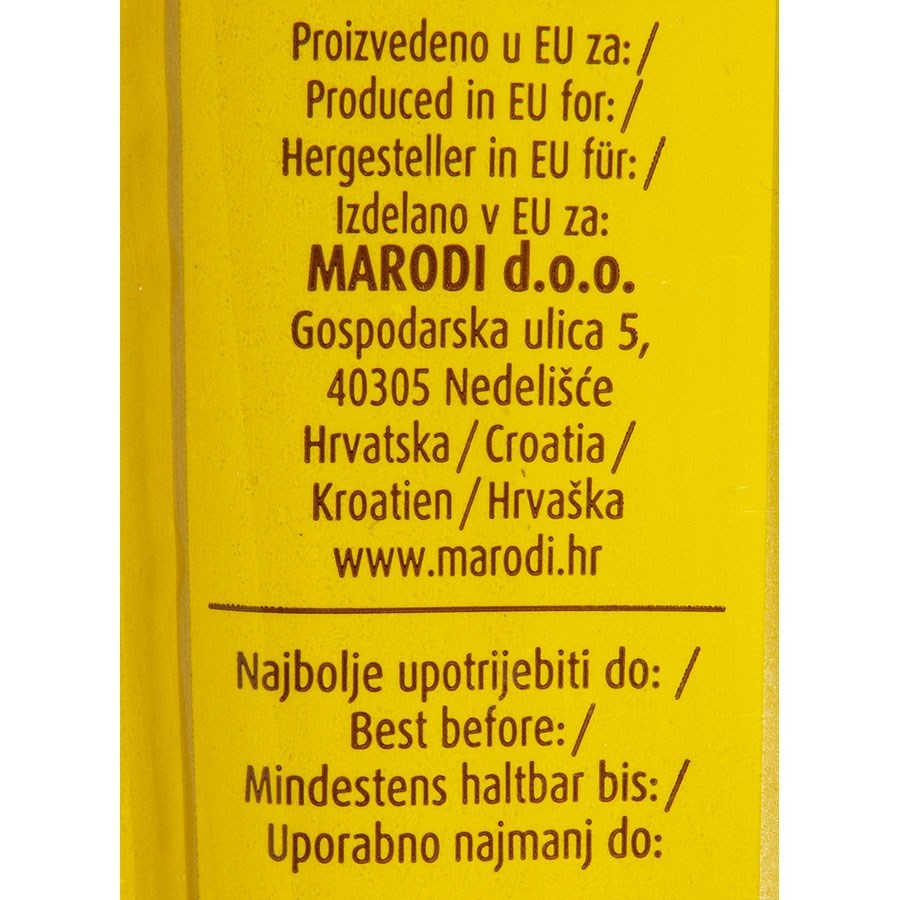 Proizvedeno u EU za: /
Produced in EU for: /
Hergesteller in EU für: /
Izdelano v EU za:
MARODI d.o.o.
Gospodarska ulica 5,
40305 Nedelišće
Hrvatska / Croatia /
Kroatien / Hrvaška
www.marodi.hr
Najbolje upotrijebiti do: /
Best before: /
Mindestens haltbar bis: /
Uporabno najmanj do: